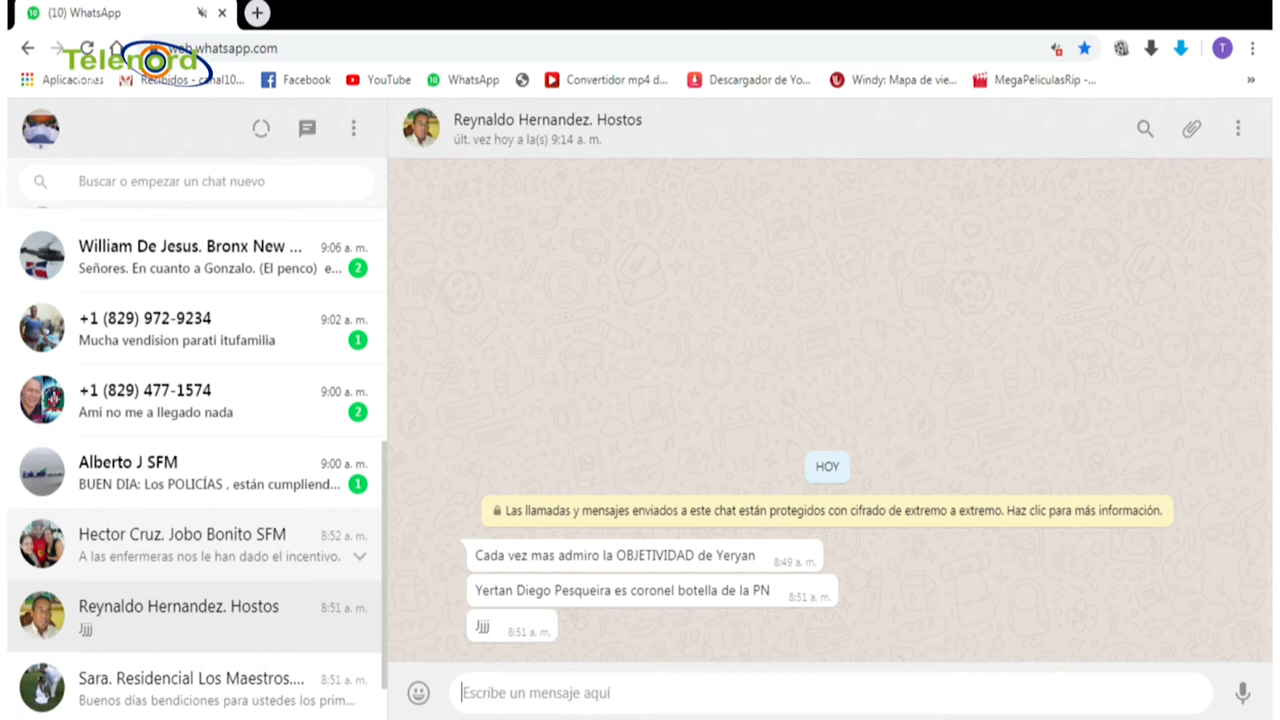 (10) WhatsApp
Telenord
web.whatsapp.com
T
Aplicaciones
Recibidos - canal10...
Facebook
YouTube
WhatsApp
Convertidor mp4 d...
Descargador de Yo...
Windy: Mapa de vie...
MegaPeliculasRip -...
»
Buscar o empezar un chat nuevo
William De Jesus. Bronx New ...
9:06 a. m.
Señores. En cuanto a Gonzalo. (El penco) e...
2
+1 (829) 972-9234
9:02 a. m.
Mucha vendision parati itufamilia
1
+1 (829) 477-1574
9:00 a. m.
Ami no me a llegado nada
2
Alberto J SFM
9:00 a. m.
BUEN DIA: Los POLICÍAS , están cumpliend...
1
Hector Cruz. Jobo Bonito SFM
8:52 a. m.
A las enfermeras nos le han dado el incentivo.
Reynaldo Hernandez. Hostos
8:51 a. m.
Jjjj
Sara. Residencial Los Maestros....
8:51 a. m.
Buenos días bendiciones para ustedes los prim...
Reynaldo Hernandez. Hostos
últ. vez hoy a la(s) 9:14 a. m.
HOY
Las llamadas y mensajes enviados a este chat están protegidos con cifrado de extremo a extremo. Haz clic para más información.
Cada vez mas admiro la OBJETIVIDAD de Yeryan
8:49 a. m.
Yertan Diego Pesqueira es coronel botella de la PN
8:51 a. m.
Jjjj
8:51 a. m.
Escribe un mensaje aquí